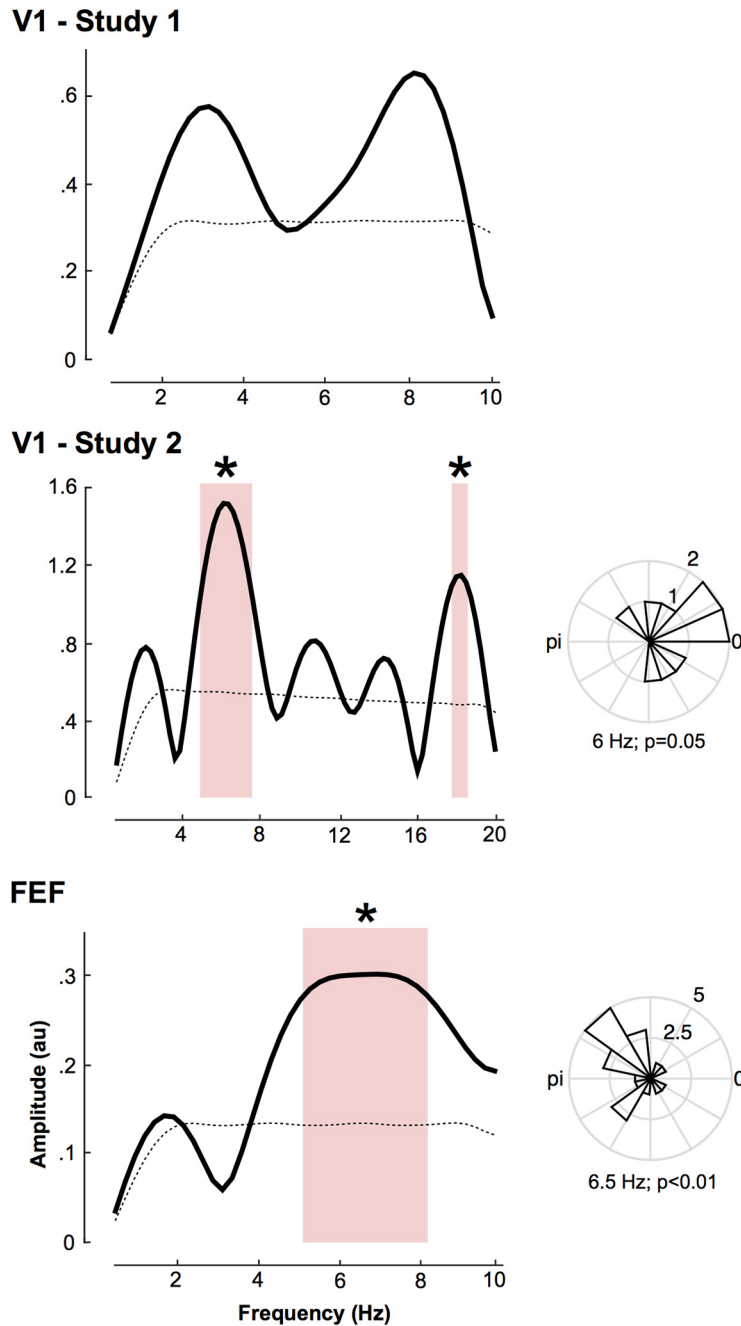 V1 - Study 1
.6
.4
.2
0
2 4 6 8 10
V1 - Study 2
* *
1.6
1.2
.8
.4
0
4 8 12 16 20
2
1
pi 0
6 Hz; p=0.05
FEF
*
Amplitude (au)
.3
.2
.1
0
2 4 6 8 10
Frequency (Hz)
5
2.5
pi 0
6.5 Hz; p<0.01